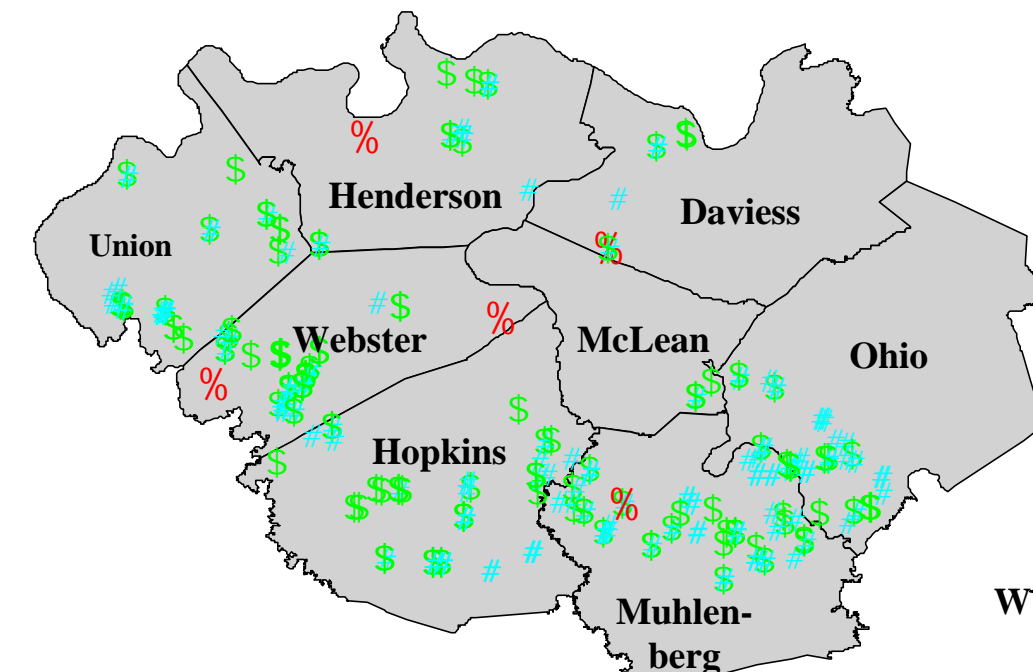 Henderson
Daviess
Union
Webster
McLean
Ohio
Hopkins
Muhlen-
berg
W